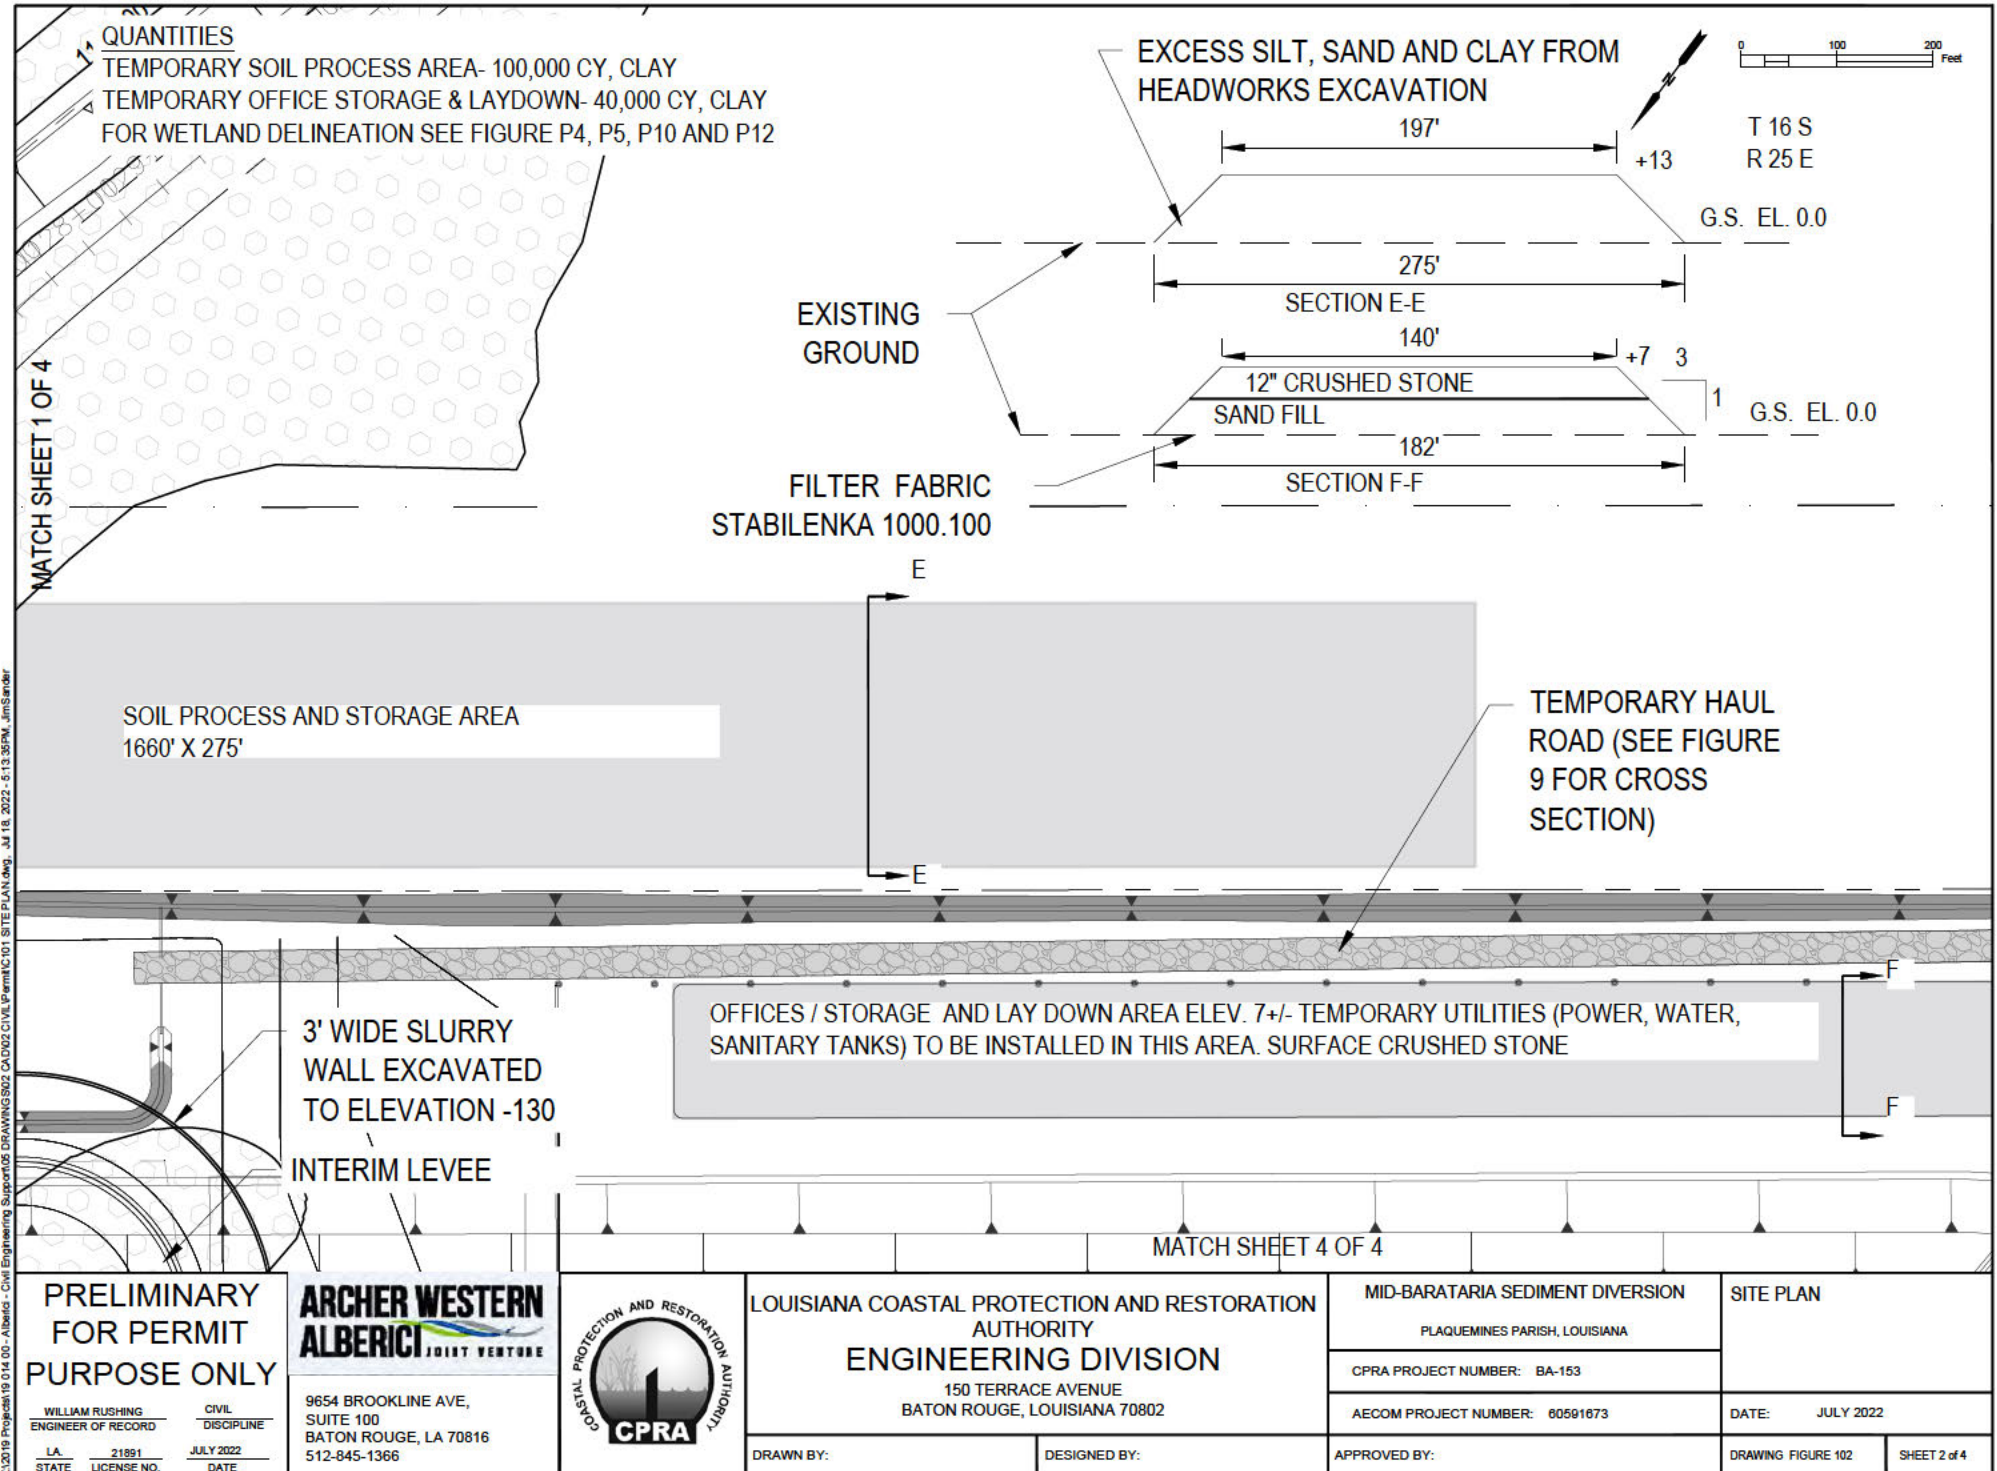 QUANTITIES
TEMPORARY SOIL PROCESS AREA- 100,000 CY, CLAY
TEMPORARY OFFICE STORAGE & LAYDOWN- 40,000 CY, CLAY
FOR WETLAND DELINEATION SEE FIGURE P4, P5, P10 AND P12
EXCESS SILT, SAND AND CLAY FROM
HEADWORKS EXCAVATION
N
0 100 200
Feet
T 16 S
R 25 E
197'
+13
G.S. EL. 0.0
275'
SECTION E-E
EXISTING
GROUND
140'
+7 3
1
12" CRUSHED STONE
SAND FILL
G.S. EL. 0.0
182'
SECTION F-F
FILTER FABRIC
STABILENKA 1000.100
MATCH SHEET 1 OF 4
E
SOIL PROCESS AND STORAGE AREA
1660' X 275'
E
TEMPORARY HAUL
ROAD (SEE FIGURE
9 FOR CROSS
SECTION)
F
OFFICES / STORAGE AND LAY DOWN AREA ELEV. 7+/- TEMPORARY UTILITIES (POWER, WATER,
SANITARY TANKS) TO BE INSTALLED IN THIS AREA. SURFACE CRUSHED STONE
F
3' WIDE SLURRY
WALL EXCAVATED
TO ELEVATION -130
INTERIM LEVEE
MATCH SHEET 4 OF 4
PRELIMINARY
FOR PERMIT
PURPOSE ONLY
WILLIAM RUSHING
ENGINEER OF RECORD
CIVIL
DISCIPLINE
LA.
STATE
21891
LICENSE NO.
JULY 2022
DATE
ARCHER WESTERN
ALBERICI JOINT VENTURE
9654 BROOKLINE AVE,
SUITE 100
BATON ROUGE, LA 70816
512-845-1366
COASTAL PROTECTION AND RESTORATION AUTHORITY
CPRA
LOUISIANA COASTAL PROTECTION AND RESTORATION
AUTHORITY
ENGINEERING DIVISION
150 TERRACE AVENUE
BATON ROUGE, LOUISIANA 70802
DRAWN BY:
DESIGNED BY:
MID-BARATARIA SEDIMENT DIVERSION
PLAQUEMINES PARISH, LOUISIANA
CPRA PROJECT NUMBER: BA-153
AECOM PROJECT NUMBER: 60591673
APPROVED BY:
SITE PLAN
DATE: JULY 2022
DRAWING FIGURE 102
SHEET 2 of 4